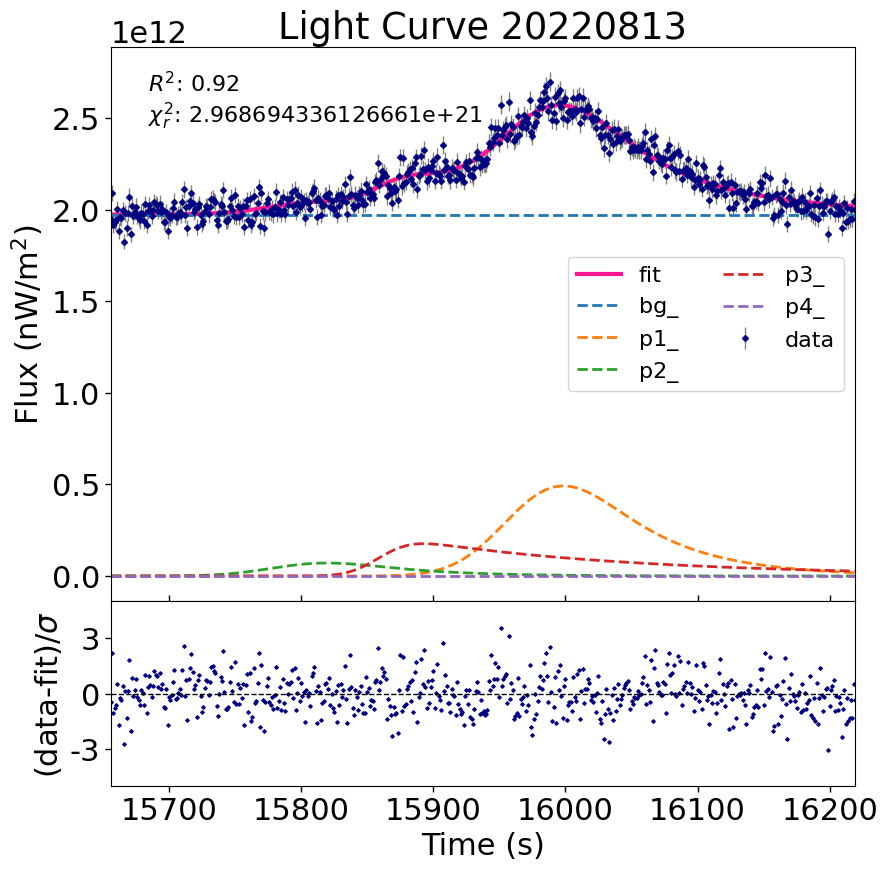 Light Curve 20220813
1e12
R²: 0.92
χ²ᵣ: 2.968694336126661e+21
2.5
2.0
1.5
1.0
0.5
0.0
Flux (nW/m²)
fit
bg_
p1_
p2_
p3_
p4_
data
3
0
-3
(data-fit)/σ
15700 15800 15900 16000 16100 16200
Time (s)